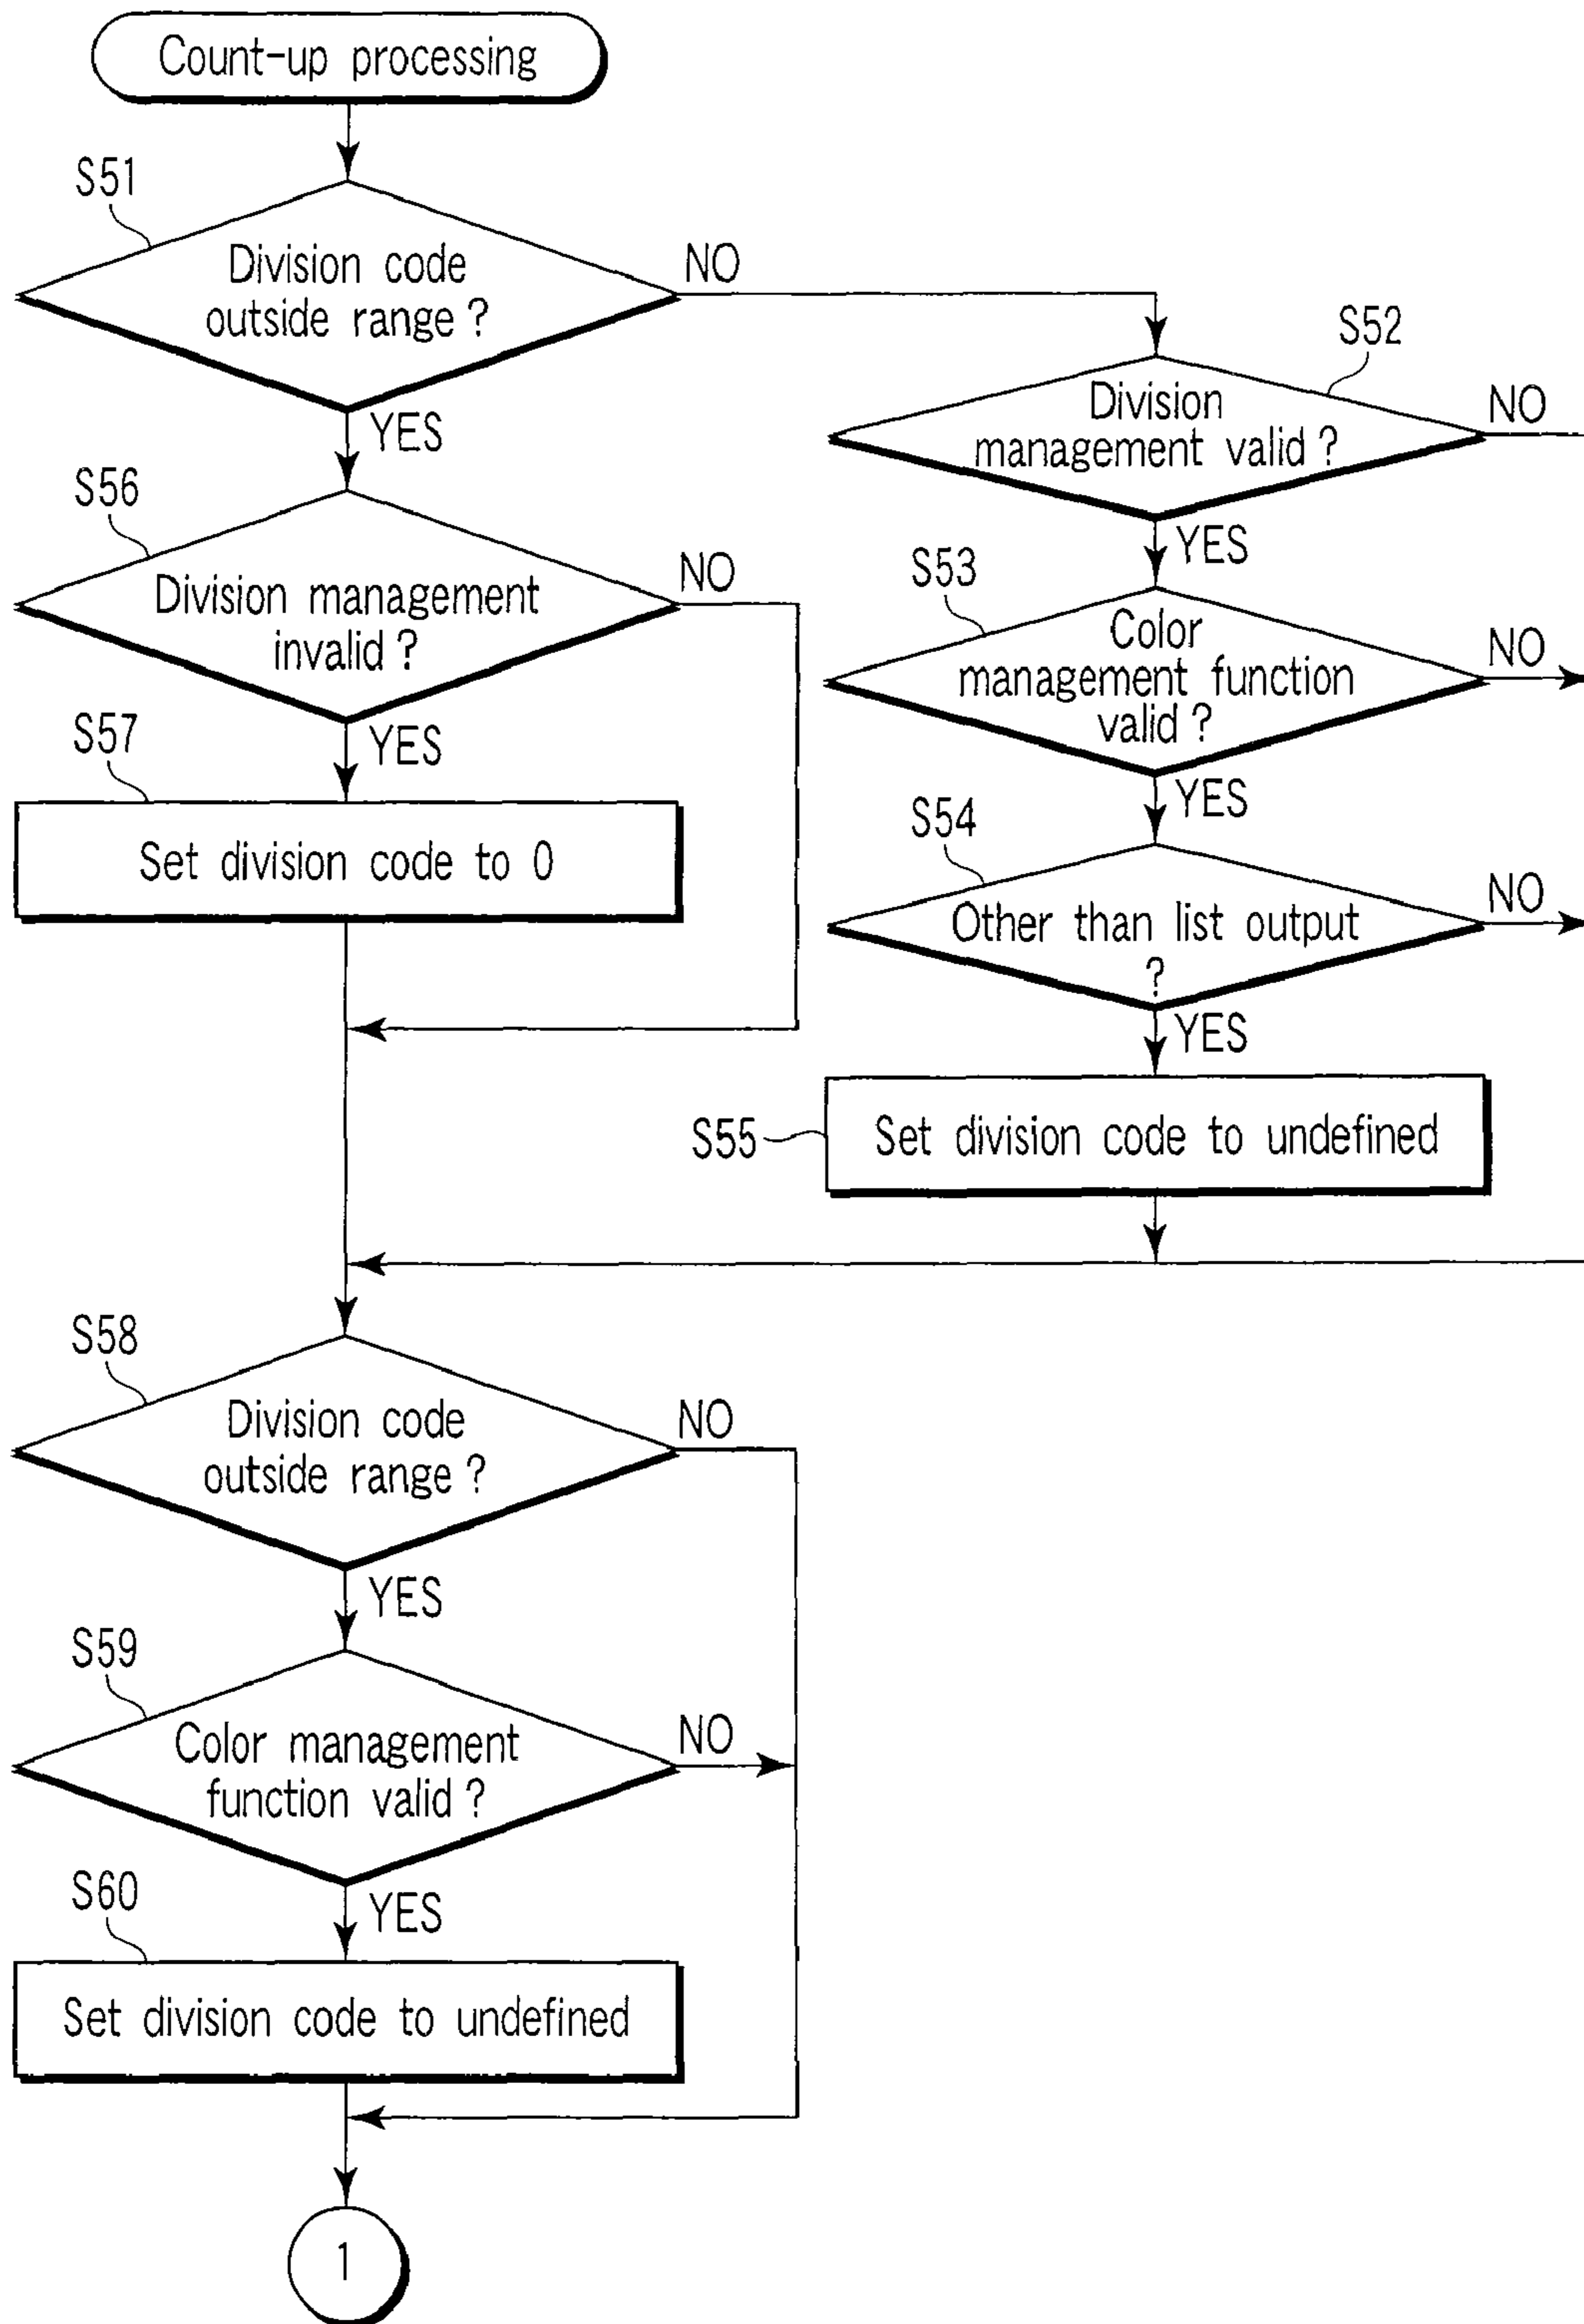 Count-up processing
S51
Division code
outside range ?
NO
YES
S52
Division
management valid ?
NO
YES
S56
Division management
invalid ?
NO
YES
S53
Color
management function
valid ?
NO
YES
S57
Set division code to 0
S54
Other than list output
?
NO
YES
S55
Set division code to undefined
S58
Division code
outside range ?
NO
YES
S59
Color management
function valid ?
NO
YES
S60
Set division code to undefined
1